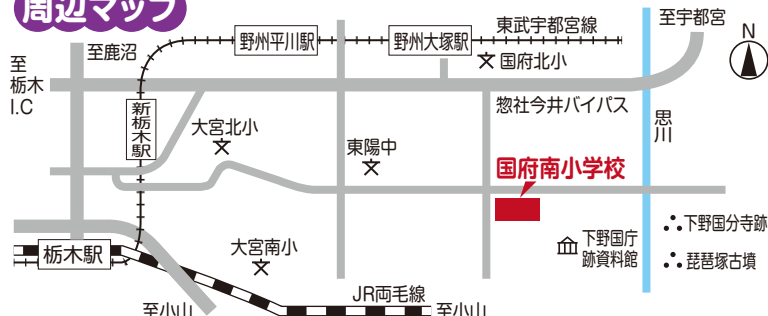 周辺マップ
至鹿沼
野州平川駅
野州大塚駅
東武宇都宮線
至宇都宮
N
至
栃木
I.C
国府北小
惣社今井バイパス
思川
新栃木駅
大宮北小
東陽中
国府南小学校
下野国庁
跡資料館
下野国分寺跡
琵琶塚古墳
栃木駅
大宮南小
JR両毛線
至小山
至小山